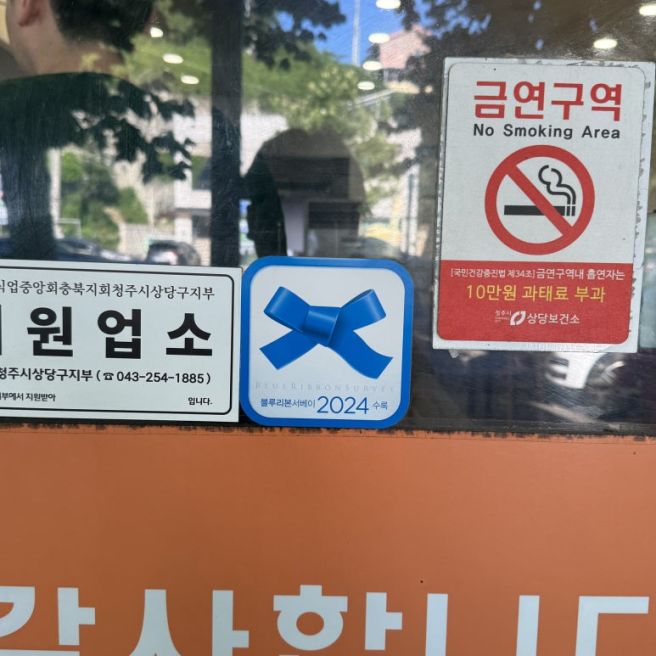 식업중앙회충북지회청주시상당구지부
원업소
청주시상당구지부 (☎ 043-254-1885)
부에서 지원받아 입니다.
BLUE RIBBON SURVEY
블루리본서베이 2024 수록
금연구역
No Smoking Area
[국민건강증진법 제34조] 금연구역내 흡연자는
10만원 과태료 부과
청주시 상당보건소
감사합니다